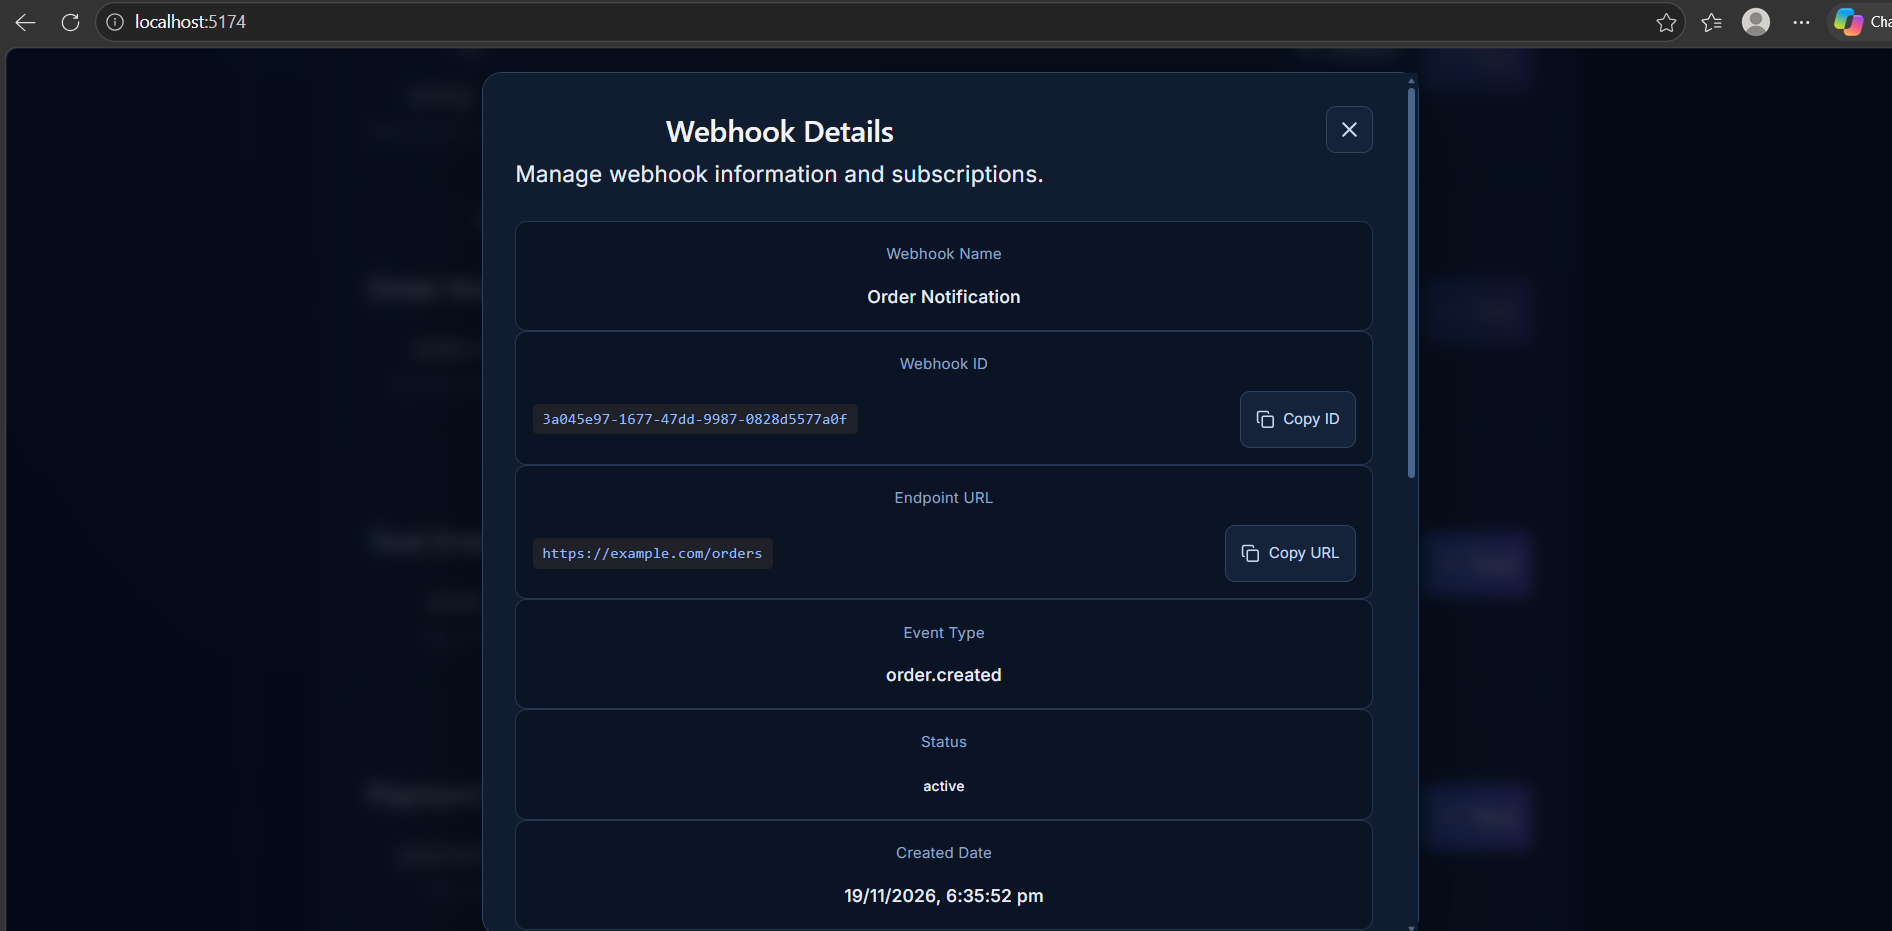 localhost:5174
Cha
Webhook Details
Manage webhook information and subscriptions.
Webhook Name
Order Notification
Webhook ID
3a045e97-1677-47dd-9987-0828d5577a0f
Copy ID
Endpoint URL
https://example.com/orders
Copy URL
Event Type
order.created
Status
active
Created Date
19/11/2026, 6:35:52 pm